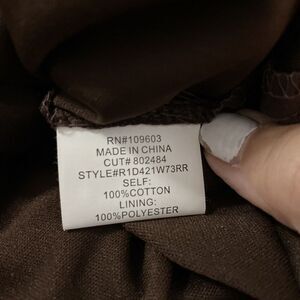 RN#109603
MADE IN CHINA
CUT# 802484
STYLE#R1D421W73RR
SELF:
100%COTTON
LINING:
100%POLYESTER